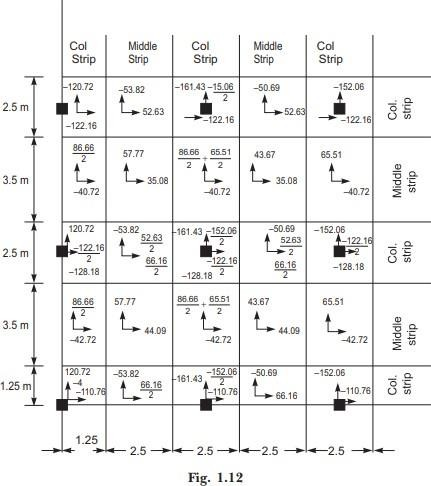 Col Middle Col Middle Col
Strip Strip Strip Strip Strip
−120.72 −53.82 −161.43 −15.06/2 −50.69 −152.06
2.5 m 52.63 52.63 Col. strip
−122.16 −122.16 −122.16
86.66/2 57.77 86.66/2 + 65.51/2 43.67 65.51
3.5 m 35.08 35.08 Middle strip
−40.72 −40.72 −40.72
120.72 −53.82 −161.43 −152.06/2 −50.69 −152.06
2.5 m −122.16/2 52.63/2 −122.16/2 52.63/2 −122.16/2 Col. strip
−128.18 66.16/2 −128.18 66.16/2 −128.18
86.66/2 57.77 86.66/2 + 65.51/2 43.67 65.51
3.5 m 44.09 44.09 Middle strip
−42.72 −42.72 −42.72
120.72 −53.82 −161.43 −152.06/2 −50.69 −152.06
1.25 m −4 −110.76 66.16/2 −110.76 66.16 −110.76 Col. strip
1.25 2.5 2.5 2.5 2.5
Fig. 1.12